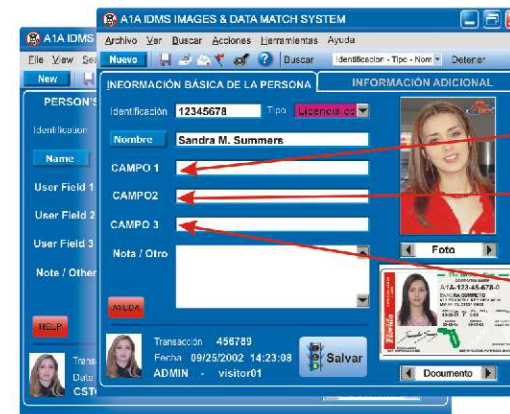 A1A IDMS IMAGES & DATA MATCH SYSTEM
Archivo Ver Buscar Acciones Herramientas Ayuda
Nuevo Buscar Identificacion - Tipo - Nom Detener
INFORMACIÓN BÁSICA DE LA PERSONA INFORMACIÓN ADICIONAL
Identificación 12345678 Tipo Licencia cc
Nombre Sandra M. Summers
CAMPO 1
CAMPO2
CAMPO 3
Nota / Otro
AYUDA
Foto
Transacción 456789
Fecha 09/25/2002 14:23:08
ADMIN - visitor01
Salvar
Documento
A1A-123-45-678-0
Florida
A1A IDMS
File View
New
PERSON'S
Identification
Name
User Field 1
User Field 2
User Field 3
Note / Other
HELP
Trans
Date